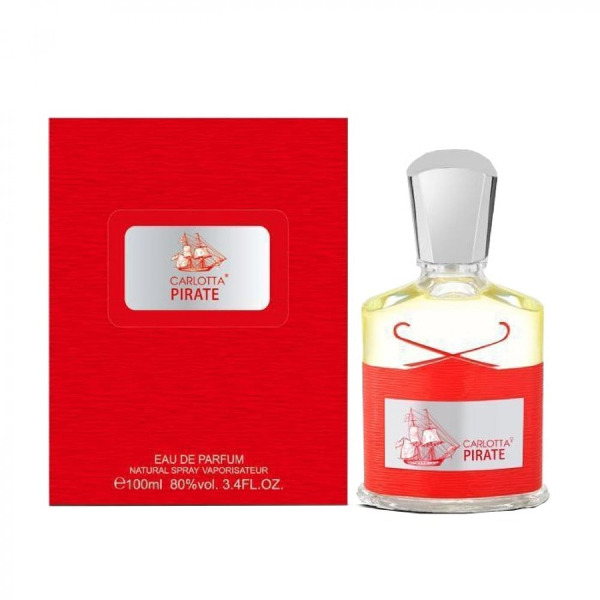 CARLOTTA®
PIRATE
EAU DE PARFUM
NATURAL SPRAY VAPORISATEUR
℮100ml 80%vol. 3.4FL.OZ.
CARLOTTA
PIRATE